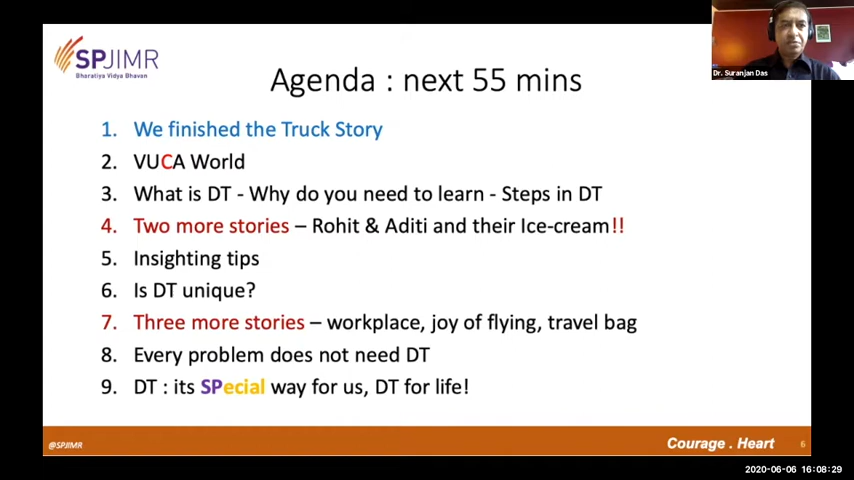 SPJIMR
Bharatiya Vidya Bhavan
Agenda : next 55 mins
1. We finished the Truck Story
2. VUCA World
3. What is DT - Why do you need to learn - Steps in DT
4. Two more stories – Rohit & Aditi and their Ice-cream!!
5. Insighting tips
6. Is DT unique?
7. Three more stories – workplace, joy of flying, travel bag
8. Every problem does not need DT
9. DT : its SPecial way for us, DT for life!
@SPJIMR
Courage . Heart
6
Dr. Suranjan Das
2020-06-06 16:08:29